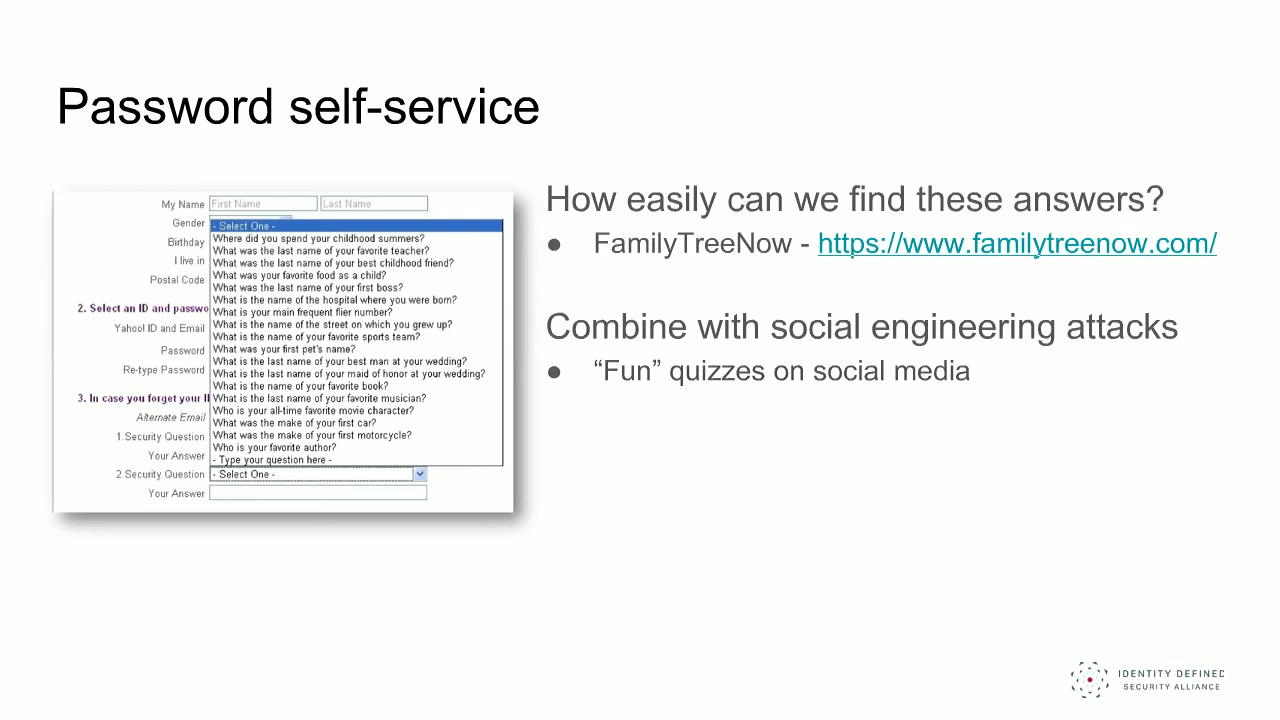 Password self-service
My Name First Name Last Name
Gender
- Select One -
Birthday
Where did you spend your childhood summers?
What was the last name of your favorite teacher?
I live in
What was the last name of your best childhood friend?
Postal Code
What was your favorite food as a child?
What was the last name of your first boss?
What is the name of the hospital where you were born?
2. Select an ID and passwo
What is your main frequent flier number?
Yahoo! ID and Email
What is the name of the street on which you grew up?
What is the name of your favorite sports team?
Password
What was your first pet's name?
What is the last name of your best man at your wedding?
Re-type Password
What is the last name of your maid of honor at your wedding?
What is the name of your favorite book?
3. In case you forget your I
What is the last name of your favorite musician?
Who is your all-time favorite movie character?
Alternate Email
What was the make of your first car?
1.Security Question
What was the make of your first motorcycle?
Who is your favorite author?
Your Answer
- Type your question here -
2.Security Question - Select One -
Your Answer
How easily can we find these answers?
● FamilyTreeNow - https://www.familytreenow.com/
Combine with social engineering attacks
● “Fun” quizzes on social media
IDENTITY DEFINED
SECURITY ALLIANCE